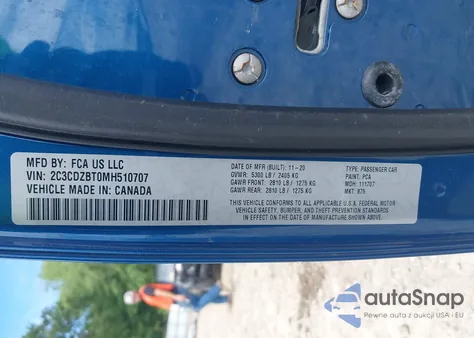 MFD BY: FCA US LLC
VIN: 2C3CDZBT0MH510707
VEHICLE MADE IN: CANADA
DATE OF MFR (BUILT): 11-20
GVWR: 5300 LB / 2405 KG
GAWR FRONT: 2810 LB / 1275 KG
GAWR REAR: 2810 LB / 1275 KG
TYPE: PASSENGER CAR
PAINT: PCA
MDH: 111707
MKT: 875
THIS VEHICLE CONFORMS TO ALL APPLICABLE U.S. FEDERAL MOTOR
VEHICLE SAFETY, BUMPER, AND THEFT PREVENTION STANDARDS
IN EFFECT ON THE DATE OF MANUFACTURE SHOWN ABOVE.
autoSnap
Pewne auta z aukcji USA i EU